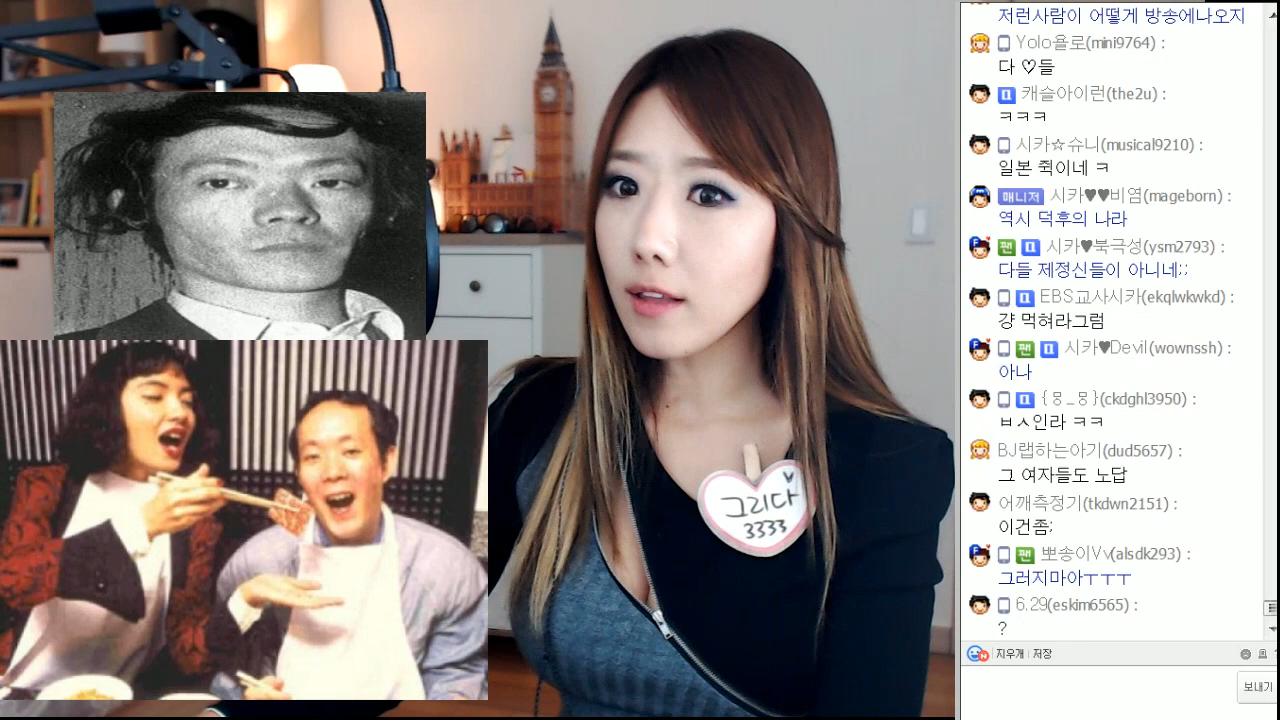 그리다
3333
저런사람이 어떻게 방송에나오지
Yolo욜로(mini9764) :
다 ♡들
캐슬아이런(the2u) :
ㅋㅋㅋ
시카☆슈니(musical9210) :
일본 쥑이네 ㅋ
매니저 시카♥♥비염(mageborn) :
역시 덕후의 나라
팬 시카♥북극성(ysm2793) :
다들 제정신들이 아니네;;
EBS교사시카(ekqlwkwkd) :
걍 먹혀라그럼
팬 시카♥Devil(wownssh) :
아나
{ㆁ_ㆁ}(ckdghl3950) :
ㅂㅅ인라 ㅋㅋ
BJ랩하는아기(dud5657) :
그 여자들도 노답
어깨측정기(tkdwn2151) :
이건좀;
팬 뽀송이Vv(alsdk293) :
그러지마아ㅜㅜㅜ
6.29(eskim6565) :
?
지우개 | 저장
보내기